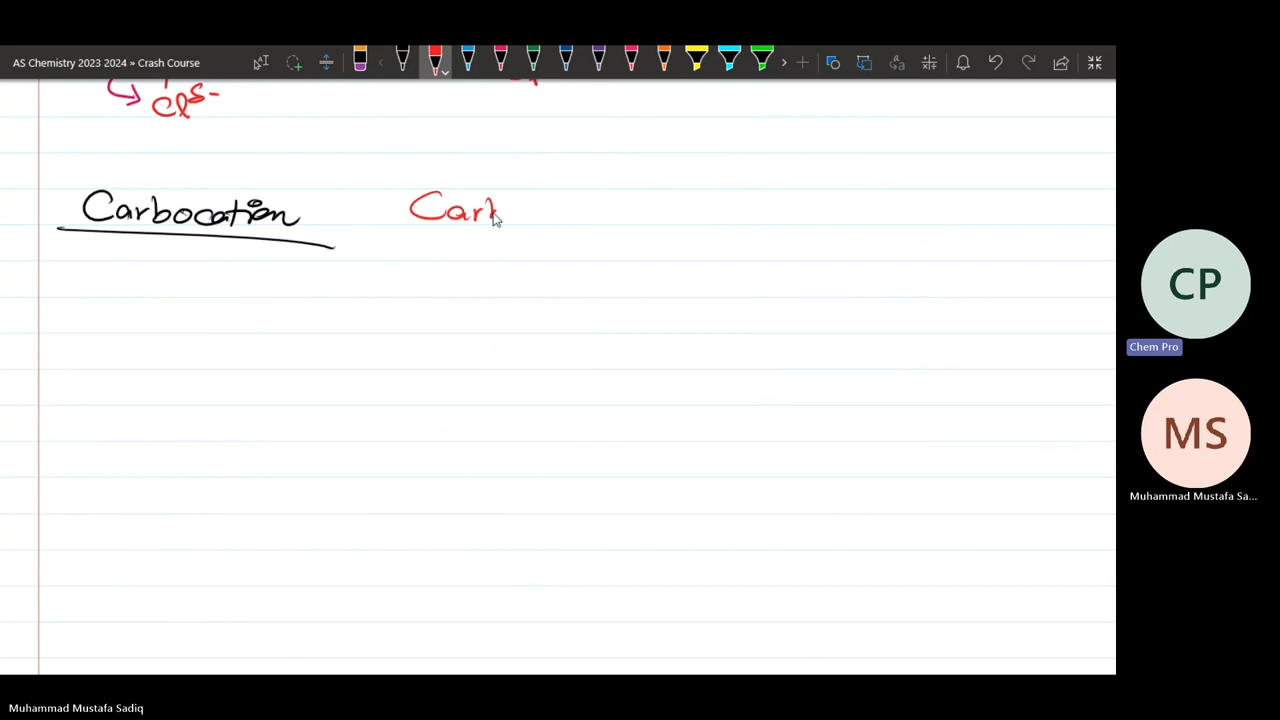 AS Chemistry 2023 2024 » Crash Course
Clδ-
Carbocation Carb
CP
Chem Pro
MS
Muhammad Mustafa Sa...
Muhammad Mustafa Sadiq